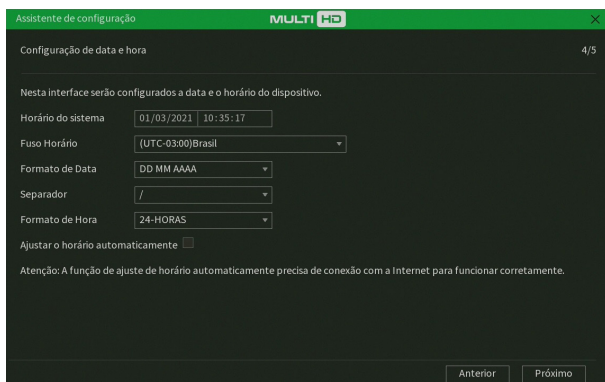 Assistente de configuração
MULTI HD
Configuração de data e hora
4/5
Nesta interface serão configurados a data e o horário do dispositivo.
Horário do sistema 01/03/2021 10:35:17
Fuso Horário (UTC-03:00)Brasil
Formato de Data DD MM AAAA
Separador /
Formato de Hora 24-HORAS
Ajustar o horário automaticamente
Atenção: A função de ajuste de horário automaticamente precisa de conexão com a Internet para funcionar corretamente.
Anterior Próximo